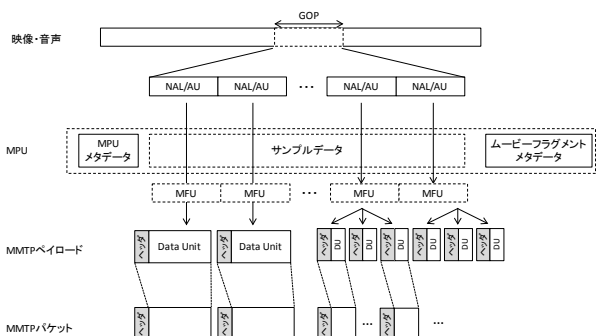 GOP
映像・音声
NAL/AU NAL/AU ··· NAL/AU NAL/AU
MPU
MPU
メタデータ
サンプルデータ
ムービーフラグメント
メタデータ
MFU MFU ··· MFU MFU
MMTPペイロード
ヘッダ Data Unit ヘッダ Data Unit ヘッダ DU ヘッダ DU ヘッダ DU ヘッダ DU ヘッダ DU ヘッダ DU
MMTPパケット
ヘッダ ヘッダ ヘッダ ··· ヘッダ ···